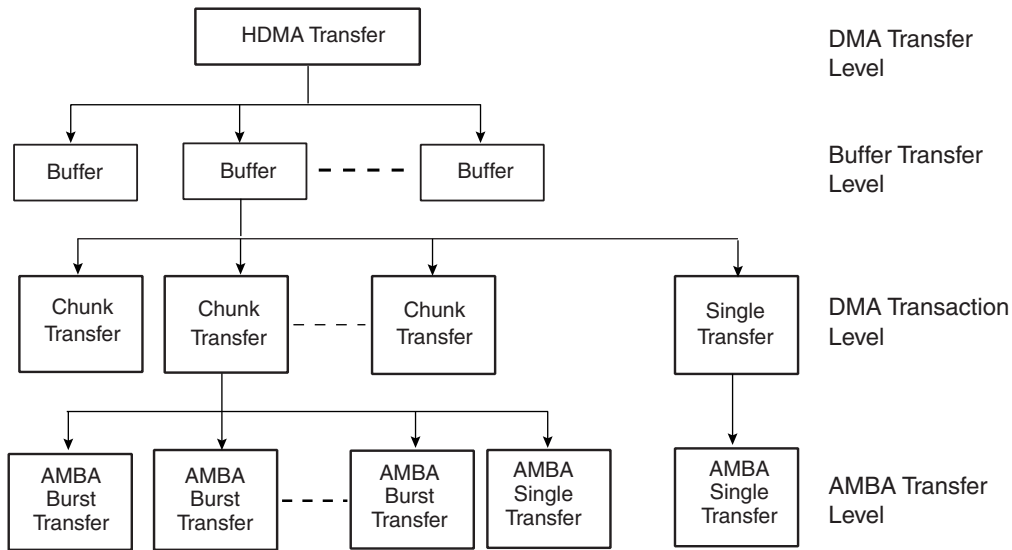 HDMA Transfer
DMA Transfer
Level
Buffer
Buffer
Buffer
Buffer Transfer
Level
Chunk
Transfer
Chunk
Transfer
Chunk
Transfer
Single
Transfer
DMA Transaction
Level
AMBA
Burst
Transfer
AMBA
Burst
Transfer
AMBA
Burst
Transfer
AMBA
Single
Transfer
AMBA
Single
Transfer
AMBA Transfer
Level